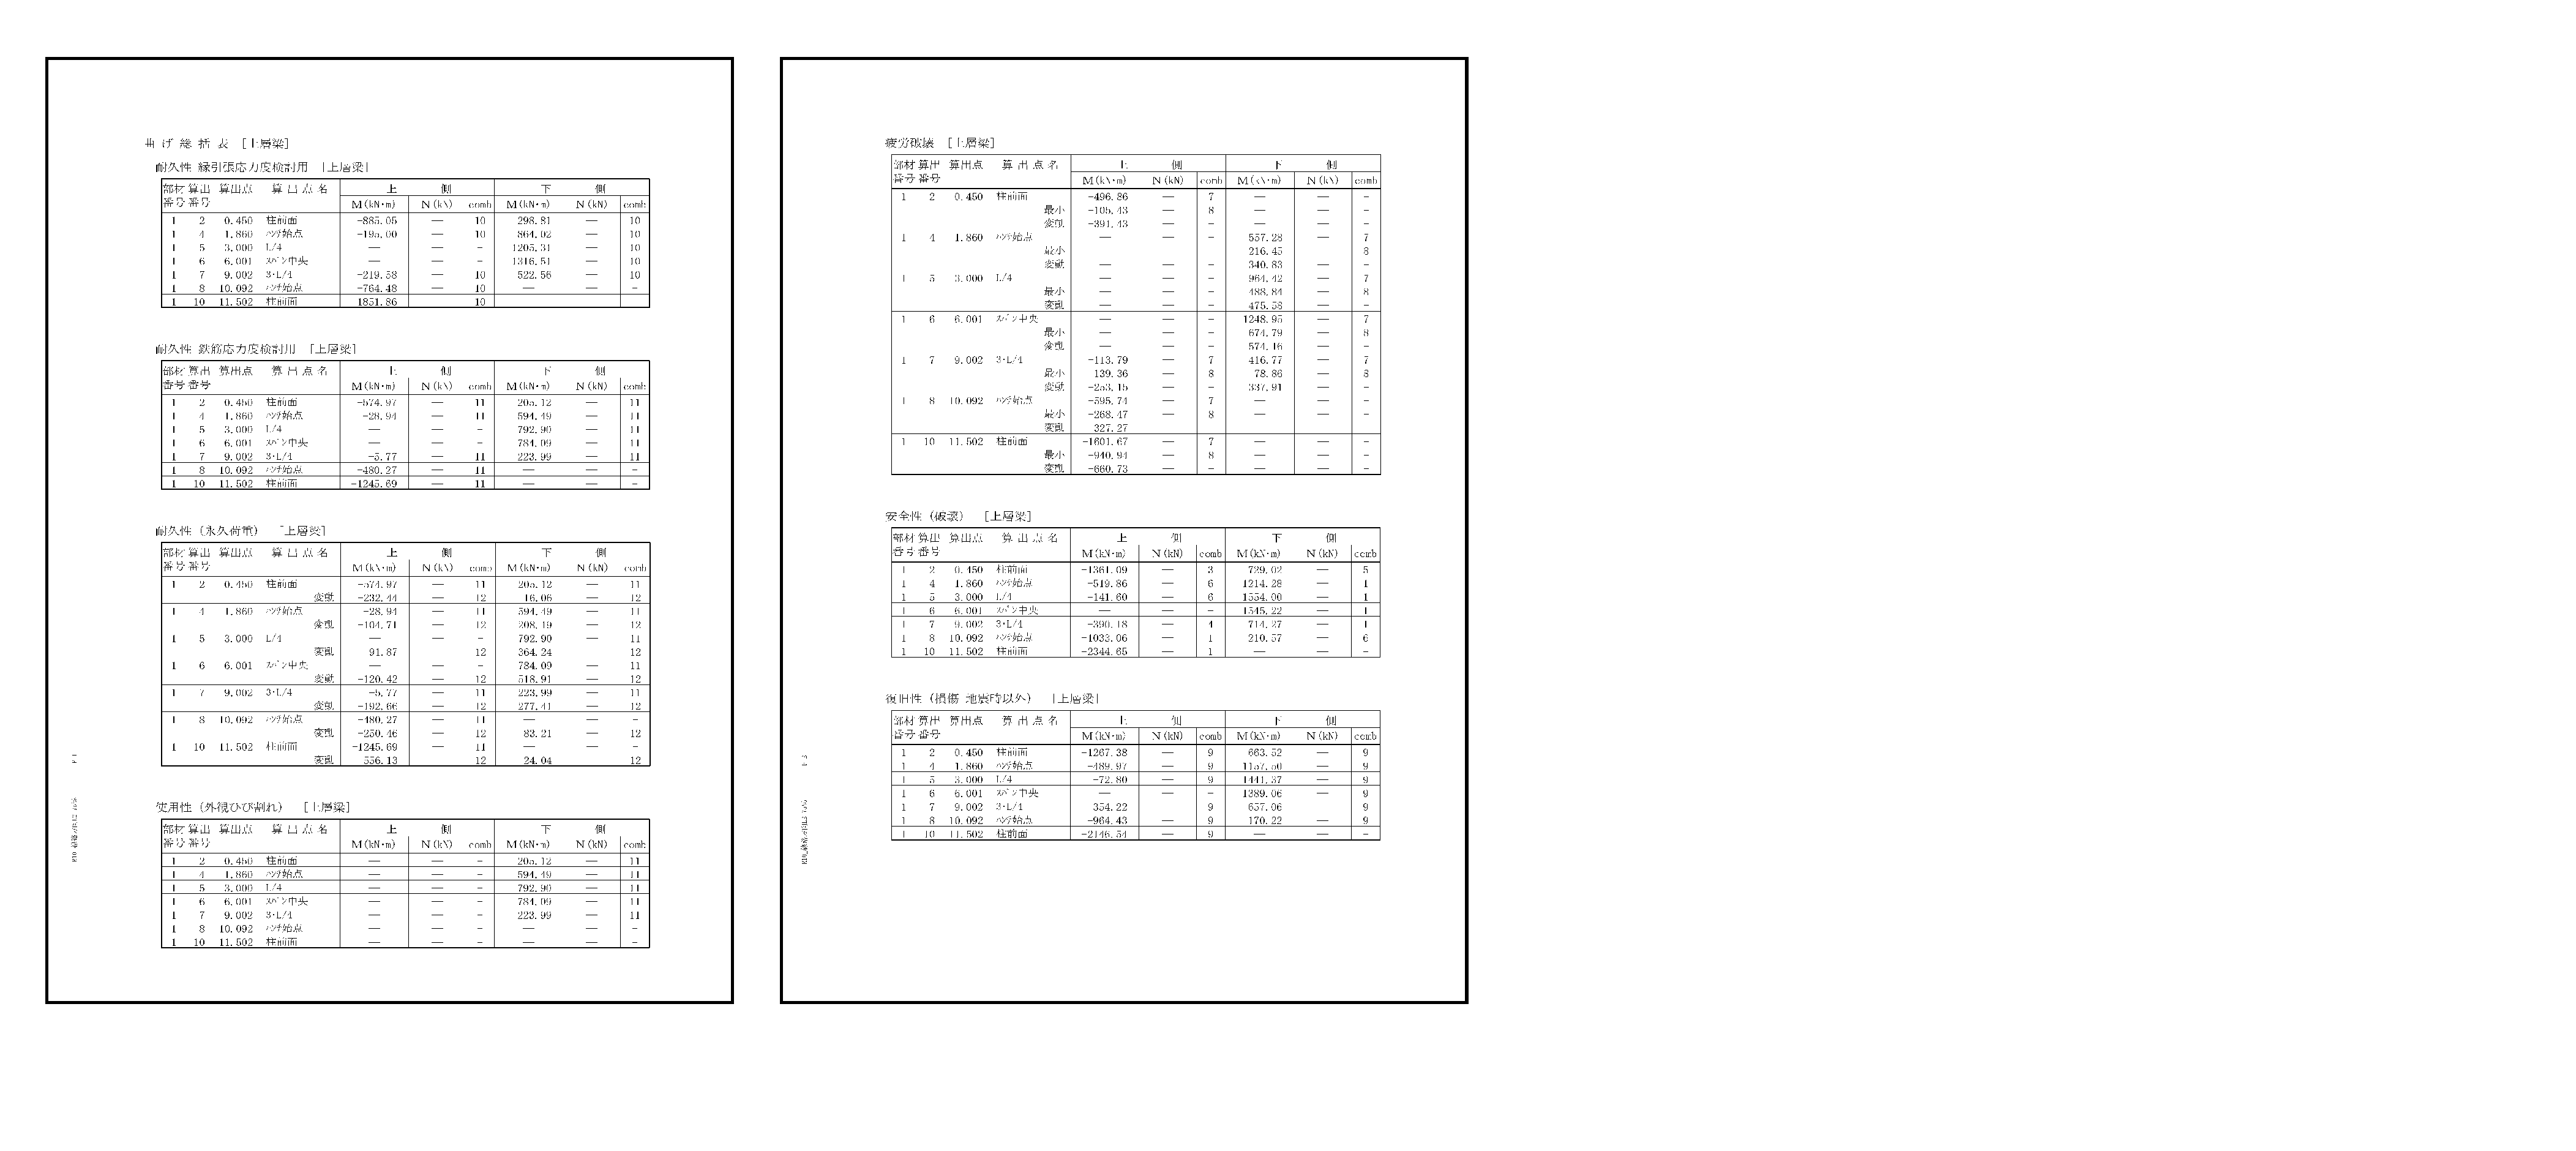 曲 げ 総 括 表 [上層梁]
耐久性 縁引張応力度検討用 [上層梁]
部材 算出 算出点 算 出 点 名 上 側 下 側
番号 番号 M(kN・m) N(kN) comb M(kN・m) N(kN) comb
1 2 0.450 柱前面 -885.05 — 10 298.81 — 10
1 4 1.860 ハンチ始点 -195.00 — 10 864.02 — 10
1 5 3.000 L/4 — — - 1205.31 — 10
1 6 6.001 スパン中央 — — - 1316.51 — 10
1 7 9.002 3・L/4 -219.58 — 10 522.56 — 10
1 8 10.092 ハンチ始点 -764.48 — 10 — — -
1 10 11.502 柱前面 1851.86 10
耐久性 鉄筋応力度検討用 [上層梁]
部材 算出 算出点 算 出 点 名 上 側 下 側
番号 番号 M(kN・m) N(kN) comb M(kN・m) N(kN) comb
1 2 0.450 柱前面 -574.97 — 11 205.12 — 11
1 4 1.860 ハンチ始点 -28.94 — 11 594.49 — 11
1 5 3.000 L/4 — — - 792.90 — 11
1 6 6.001 スパン中央 — — - 784.09 — 11
1 7 9.002 3・L/4 -5.77 — 11 223.99 — 11
1 8 10.092 ハンチ始点 -480.27 — 11 — — -
1 10 11.502 柱前面 -1245.69 — 11 — — -
耐久性 (永久荷重) [上層梁]
部材 算出 算出点 算 出 点 名 上 側 下 側
番号 番号 M(kN・m) N(kN) comb M(kN・m) N(kN) comb
1 2 0.450 柱前面 -574.97 — 11 205.12 — 11
変動 -232.44 — 12 16.06 — 12
1 4 1.860 ハンチ始点 -28.94 — 11 594.49 — 11
変動 -104.71 — 12 208.19 — 12
1 5 3.000 L/4 — — - 792.90 — 11
変動 91.87 12 364.24 12
1 6 6.001 スパン中央 — — - 784.09 — 11
変動 -120.42 — 12 518.91 — 12
1 7 9.002 3・L/4 -5.77 — 11 223.99 — 11
変動 -192.66 — 12 277.41 — 12
1 8 10.092 ハンチ始点 -480.27 — 11 — — -
変動 -250.46 — 12 83.21 — 12
1 10 11.502 柱前面 -1245.69 — 11 — — -
変動 556.13 12 24.04 12
使用性 (外観ひび割れ) [上層梁]
部材 算出 算出点 算 出 点 名 上 側 下 側
番号 番号 M(kN・m) N(kN) comb M(kN・m) N(kN) comb
1 2 0.450 柱前面 — — - 205.12 — 11
1 4 1.860 ハンチ始点 — — - 594.49 — 11
1 5 3.000 L/4 — — - 792.90 — 11
1 6 6.001 スパン中央 — — - 784.09 — 11
1 7 9.002 3・L/4 — — - 223.99 — 11
1 8 10.092 ハンチ始点 — — - — — -
1 10 11.502 柱前面 — — - — — -
疲労破壊 [上層梁]
部材 算出 算出点 算 出 点 名 上 側 下 側
番号 番号 M(kN・m) N(kN) comb M(kN・m) N(kN) comb
1 2 0.450 柱前面 -496.86 — 7 — — -
最小 -105.43 — 8 — — -
変動 -391.43 — - — — -
1 4 1.860 ハンチ始点 — — - 557.28 — 7
最小 216.45 8
変動 — — - 340.83 — -
1 5 3.000 L/4 — — - 964.42 — 7
最小 — — - 488.84 — 8
変動 — — - 475.58 — -
1 6 6.001 スパン中央 — — - 1248.95 — 7
最小 — — - 674.79 — 8
変動 — — - 574.16 — -
1 7 9.002 3・L/4 -113.79 — 7 416.77 — 7
最小 139.36 — 8 78.86 — 8
変動 -253.15 — - 337.91 — -
1 8 10.092 ハンチ始点 -595.74 — 7 — — -
最小 -268.47 — 8 — — -
変動 327.27
1 10 11.502 柱前面 -1601.67 — 7 — — -
最小 -940.94 — 8 — — -
変動 -660.73 — - — — -
安全性 (破壊) [上層梁]
部材 算出 算出点 算 出 点 名 上 側 下 側
番号 番号 M(kN・m) N(kN) comb M(kN・m) N(kN) comb
1 2 0.450 柱前面 -1361.09 — 3 729.02 — 5
1 4 1.860 ハンチ始点 -519.86 — 6 1214.28 — 1
1 5 3.000 L/4 -141.60 — 6 1554.00 — 1
1 6 6.001 スパン中央 — — - 1545.22 — 1
1 7 9.002 3・L/4 -390.18 — 4 714.27 — 1
1 8 10.092 ハンチ始点 -1033.06 — 1 210.57 — 6
1 10 11.502 柱前面 -2344.65 — 1 — — -
復旧性 (損傷 地震時以外) [上層梁]
部材 算出 算出点 算 出 点 名 上 側 下 側
番号 番号 M(kN・m) N(kN) comb M(kN・m) N(kN) comb
1 2 0.450 柱前面 -1267.38 — 9 663.52 — 9
1 4 1.860 ハンチ始点 -489.97 — 9 1157.50 — 9
1 5 3.000 L/4 -72.80 — 9 1441.37 — 9
1 6 6.001 スパン中央 — — - 1389.06 — 9
1 7 9.002 3・L/4 354.22 9 657.06 — 9
1 8 10.092 ハンチ始点 -964.43 — 9 170.22 — 9
1 10 11.502 柱前面 -2146.54 — 9 — — -